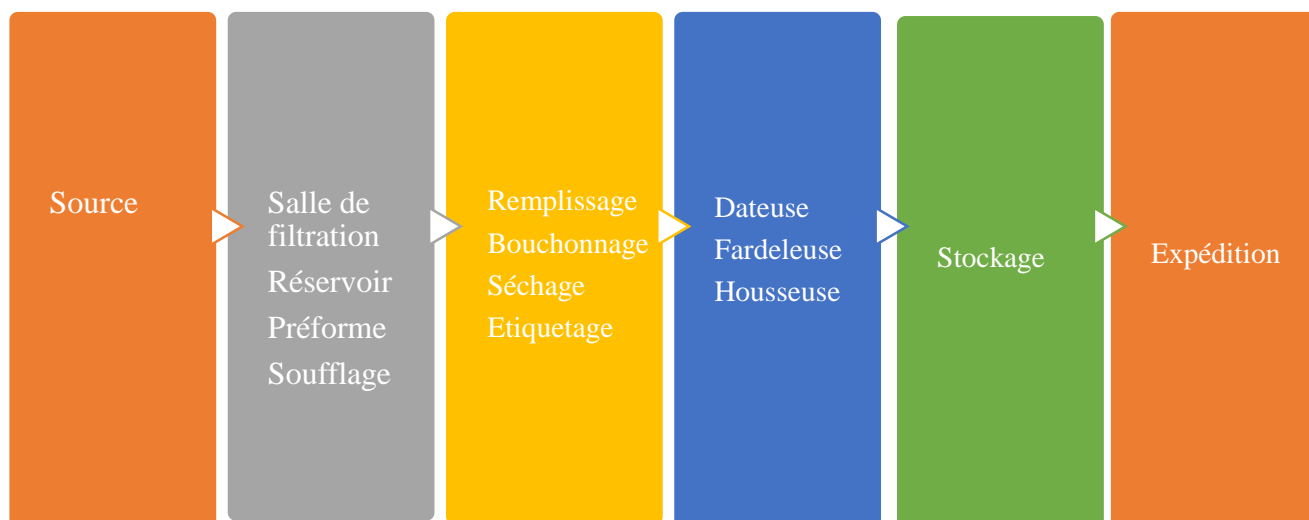 Source
Salle de
filtration
Réservoir
Préforme
Soufflage
Remplissage
Bouchonnage
Séchage
Etiquetage
Dateuse
Fardeleuse
Housseuse
Stockage
Expédition